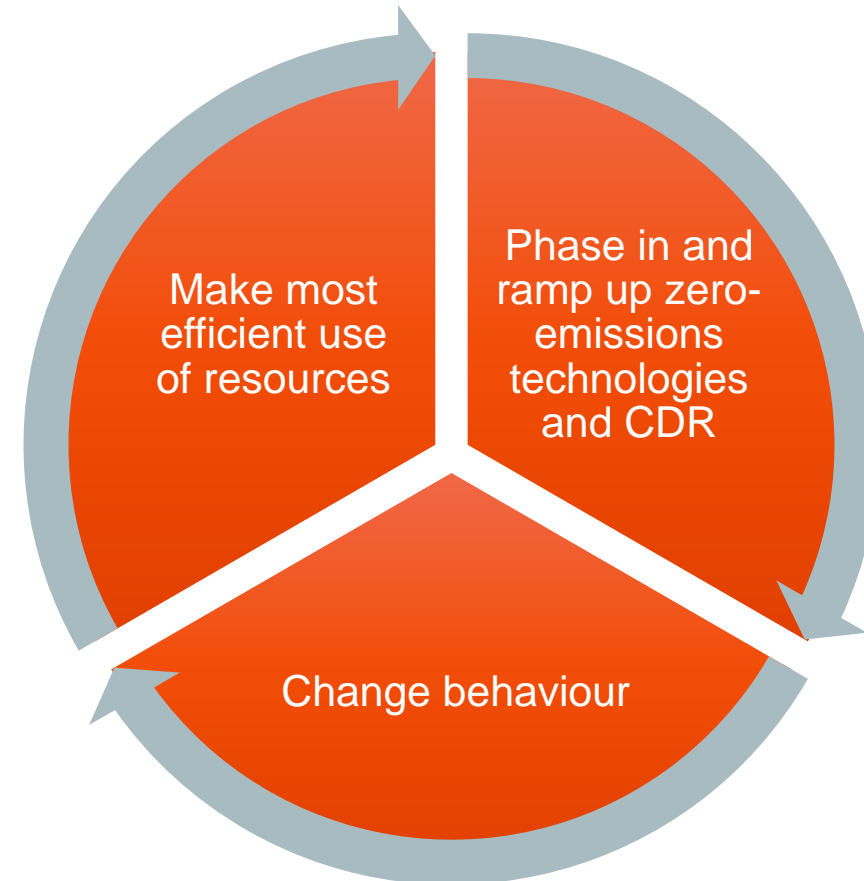 Make most
efficient use
of resources
Phase in and
ramp up zero-
emissions
technologies
and CDR
Change behaviour